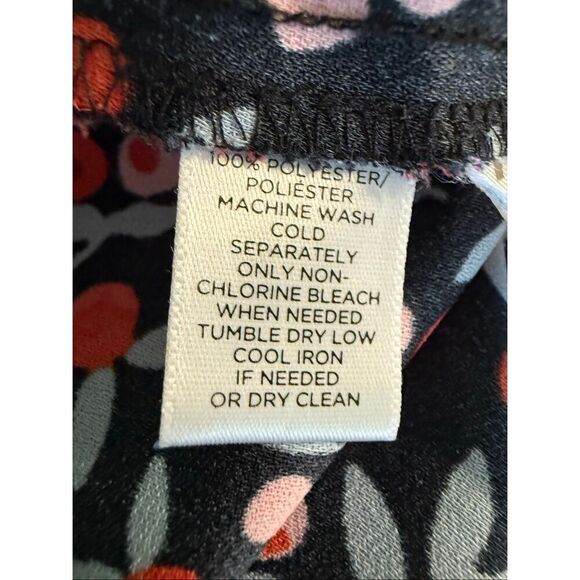 100% POLYESTER/
POLIÉSTER
MACHINE WASH
COLD
SEPARATELY
ONLY NON-
CHLORINE BLEACH
WHEN NEEDED
TUMBLE DRY LOW
COOL IRON
IF NEEDED
OR DRY CLEAN